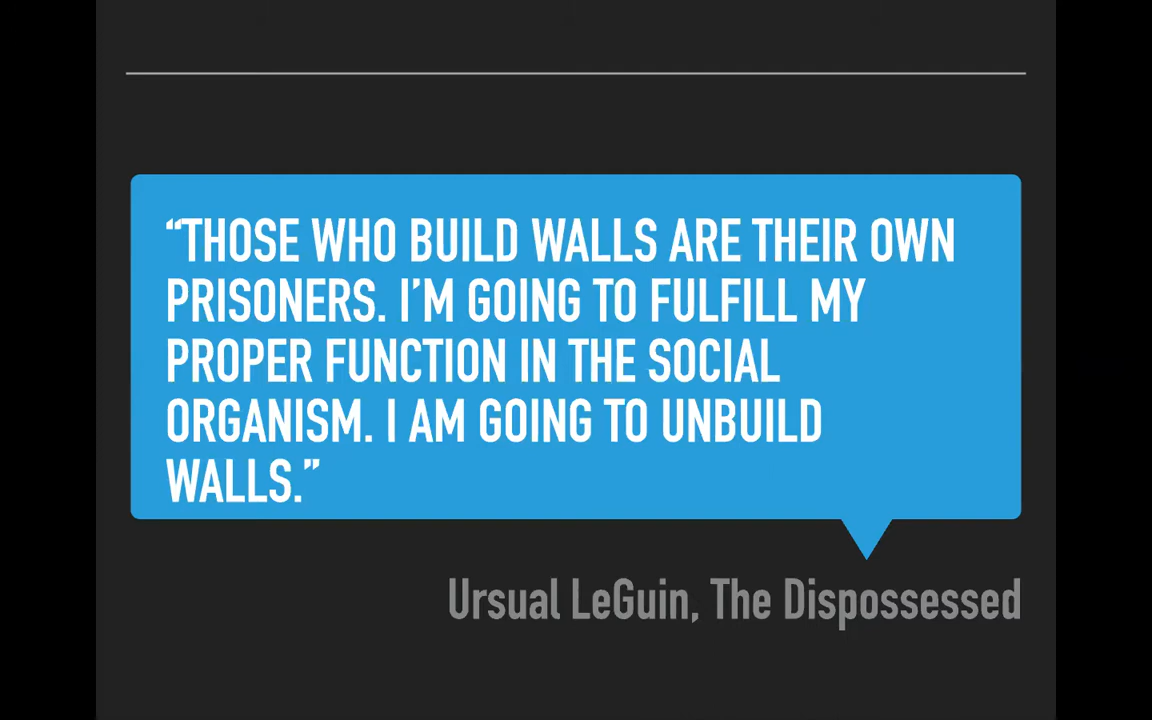 “THOSE WHO BUILD WALLS ARE THEIR OWN
PRISONERS. I’M GOING TO FULFILL MY
PROPER FUNCTION IN THE SOCIAL
ORGANISM. I AM GOING TO UNBUILD
WALLS.”
Ursual LeGuin, The Dispossessed